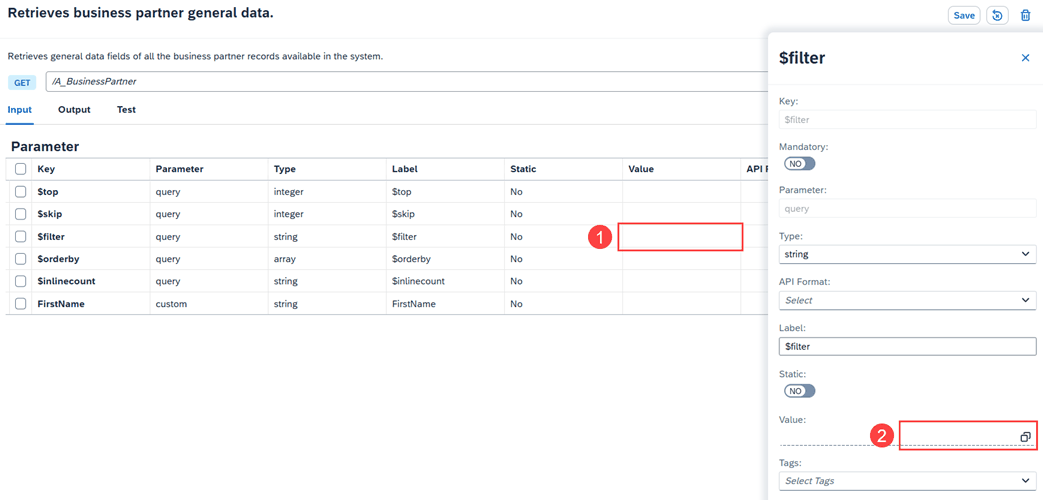 Retrieves business partner general data.
Save
Retrieves general data fields of all the business partner records available in the system.
GET /A_BusinessPartner
Input Output Test
Parameter
Key Parameter Type Label Static Value API F
$top query integer $top No
$skip query integer $skip No
$filter query string $filter No 1
$orderby query array $orderby No
$inlinecount query string $inlinecount No
FirstName custom string FirstName No
$filter
Key:
$filter
Mandatory:
NO
Parameter:
query
Type:
string
API Format:
Select
Label:
$filter
Static:
NO
Value:
2
Tags:
Select Tags